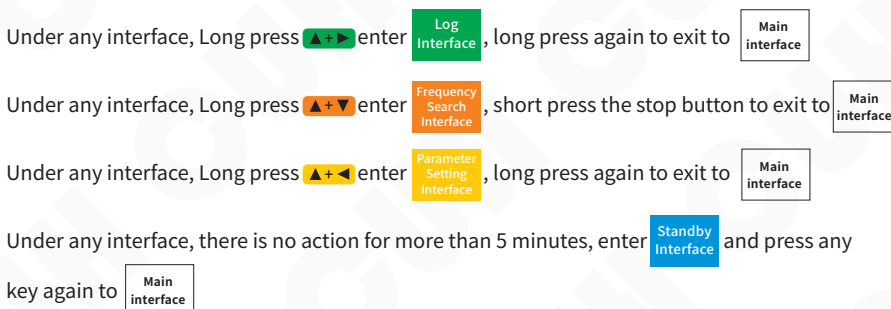 Under any interface, Long press ▲+▶ enter Log Interface , long press again to exit to Main interface
Under any interface, Long press ▲+▼ enter Frequency Search Interface , short press the stop button to exit to Main interface
Under any interface, Long press ▲+◀ enter Parameter Setting Interface , long press again to exit to Main interface
Under any interface, there is no action for more than 5 minutes, enter Standby Interface and press any
key again to Main interface